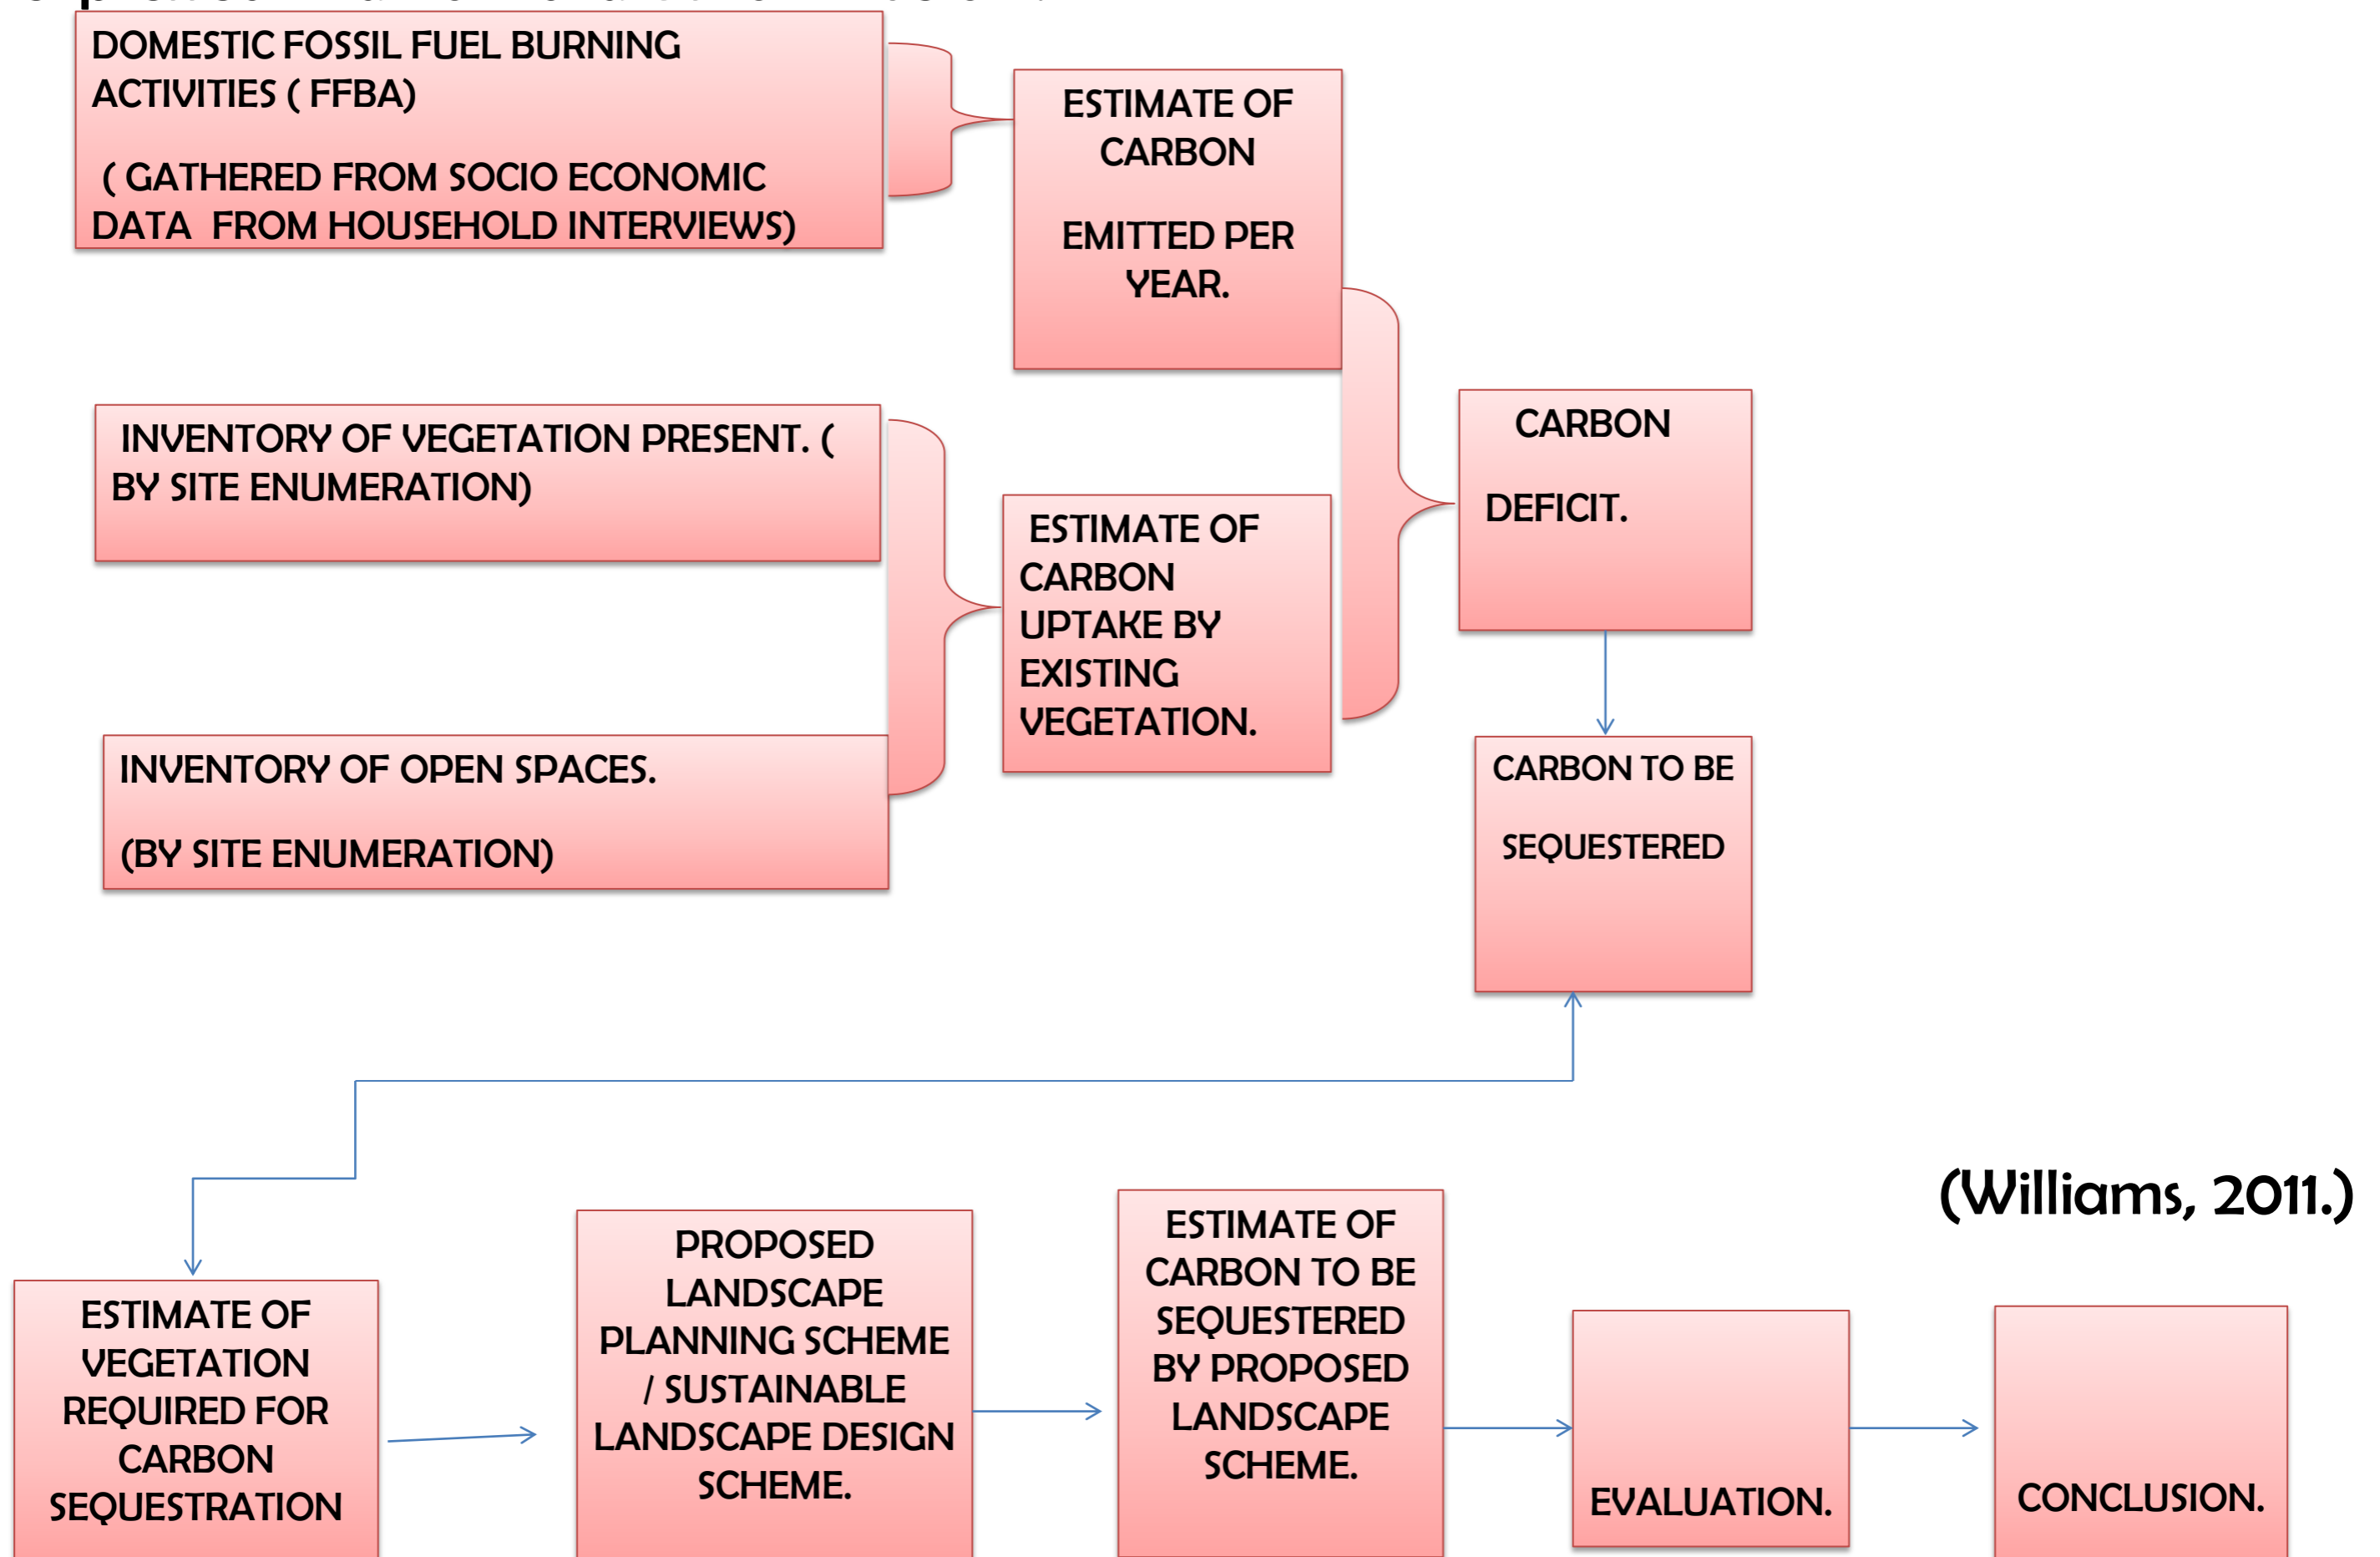 DOMESTIC FOSSIL FUEL BURNING
ACTIVITIES ( FFBA)
( GATHERED FROM SOCIO ECONOMIC
DATA FROM HOUSEHOLD INTERVIEWS)
ESTIMATE OF
CARBON
EMITTED PER
YEAR.
INVENTORY OF VEGETATION PRESENT. (
BY SITE ENUMERATION)
ESTIMATE OF
CARBON
UPTAKE BY
EXISTING
VEGETATION.
CARBON
DEFICIT.
INVENTORY OF OPEN SPACES.
(BY SITE ENUMERATION)
CARBON TO BE
SEQUESTERED
(Williams, 2011.)
ESTIMATE OF
VEGETATION
REQUIRED FOR
CARBON
SEQUESTRATION
PROPOSED
LANDSCAPE
PLANNING SCHEME
/ SUSTAINABLE
LANDSCAPE DESIGN
SCHEME.
ESTIMATE OF
CARBON TO BE
SEQUESTERED
BY PROPOSED
LANDSCAPE
SCHEME.
EVALUATION.
CONCLUSION.